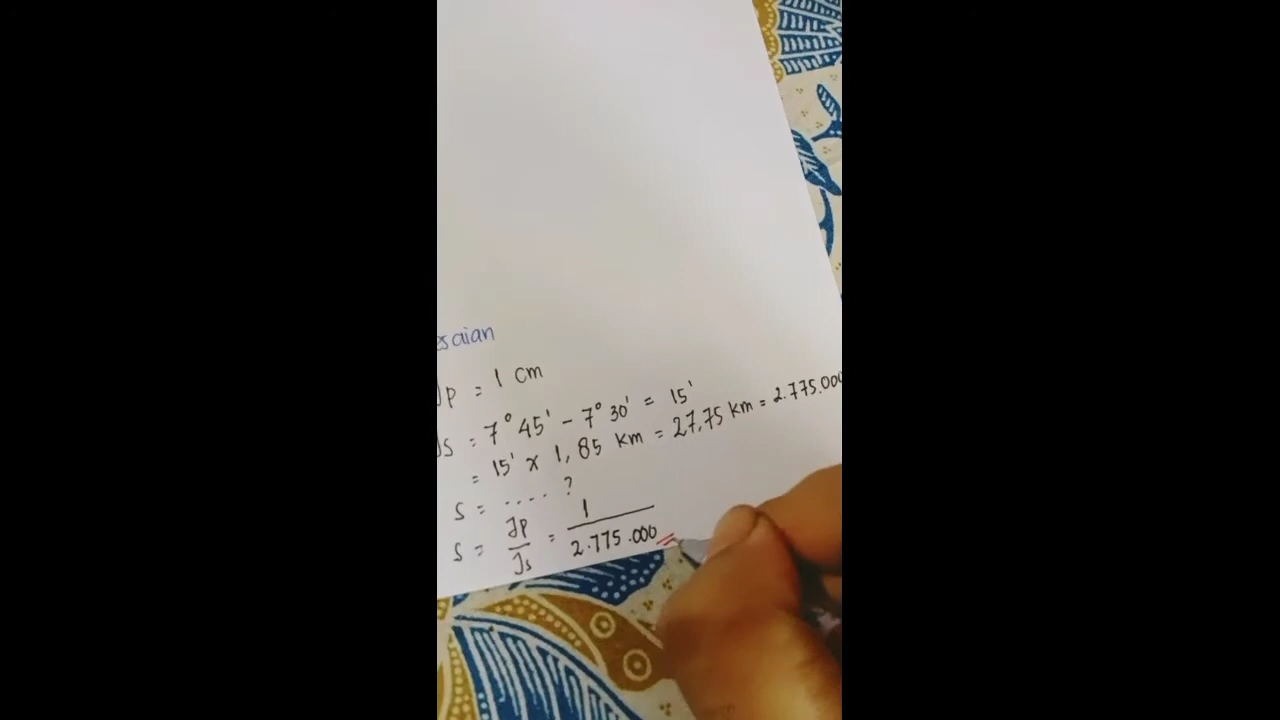 esaian
Jp = 1 cm
Js = 7° 45' - 7° 30' = 15'
= 15' x 1,85 km = 27,75 km = 2.775.000
s = .... ?
s = Jp/Js = 1/2.775.000